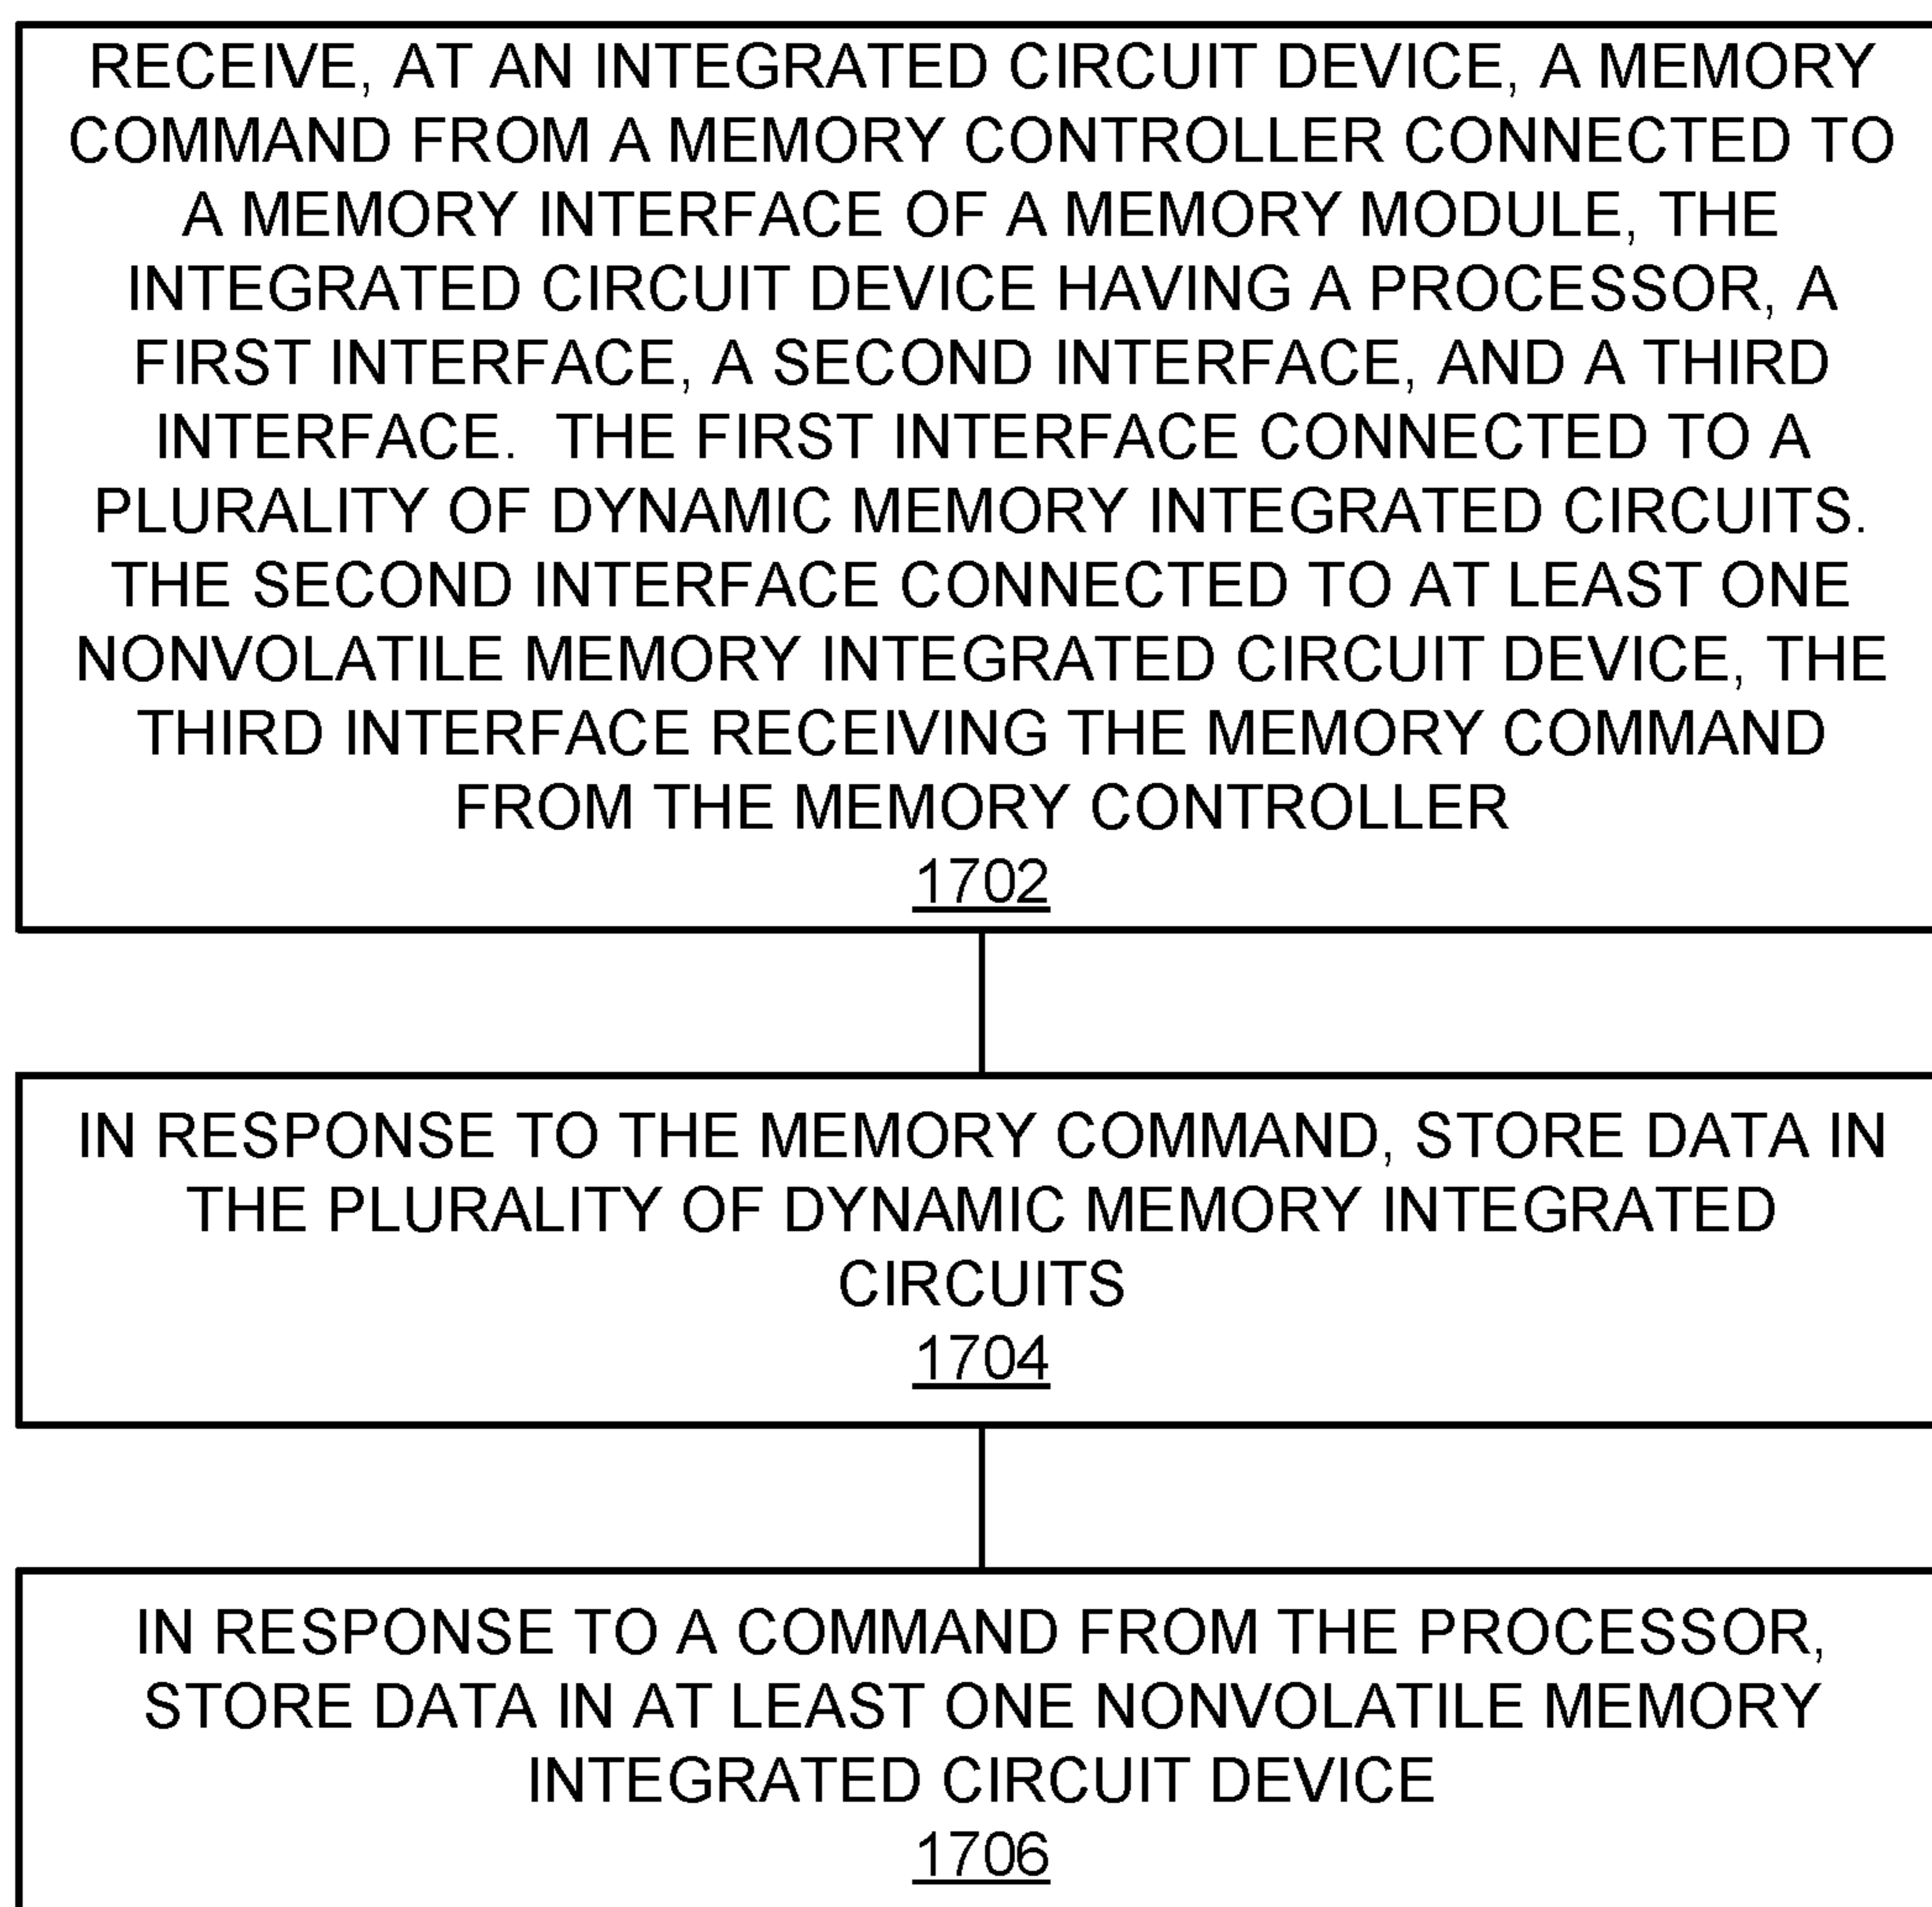 RECEIVE, AT AN INTEGRATED CIRCUIT DEVICE, A MEMORY
COMMAND FROM A MEMORY CONTROLLER CONNECTED TO
A MEMORY INTERFACE OF A MEMORY MODULE, THE
INTEGRATED CIRCUIT DEVICE HAVING A PROCESSOR, A
FIRST INTERFACE, A SECOND INTERFACE, AND A THIRD
INTERFACE.  THE FIRST INTERFACE CONNECTED TO A
PLURALITY OF DYNAMIC MEMORY INTEGRATED CIRCUITS.
THE SECOND INTERFACE CONNECTED TO AT LEAST ONE
NONVOLATILE MEMORY INTEGRATED CIRCUIT DEVICE, THE
THIRD INTERFACE RECEIVING THE MEMORY COMMAND
FROM THE MEMORY CONTROLLER
1702
IN RESPONSE TO THE MEMORY COMMAND, STORE DATA IN
THE PLURALITY OF DYNAMIC MEMORY INTEGRATED
CIRCUITS
1704
IN RESPONSE TO A COMMAND FROM THE PROCESSOR,
STORE DATA IN AT LEAST ONE NONVOLATILE MEMORY
INTEGRATED CIRCUIT DEVICE
1706